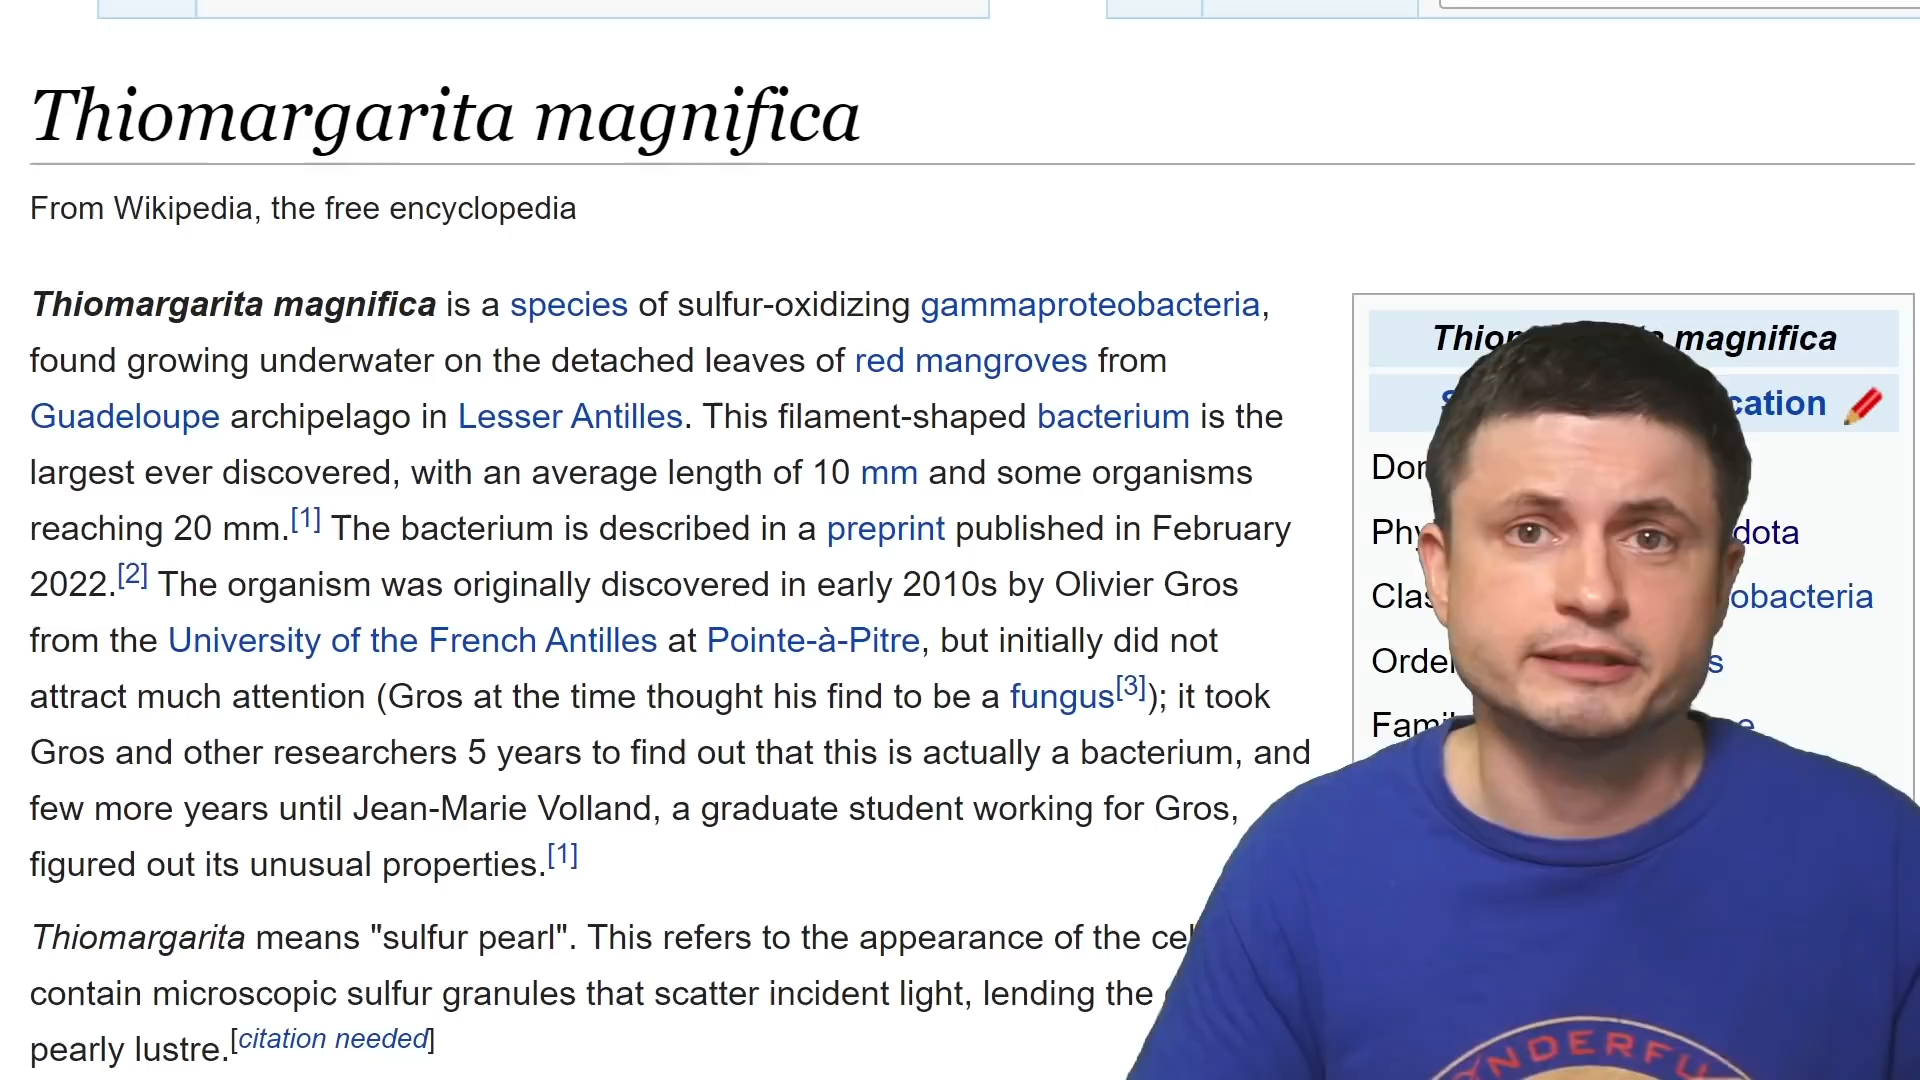 Thiomargarita magnifica
From Wikipedia, the free encyclopedia
Thiomargarita magnifica is a species of sulfur-oxidizing gammaproteobacteria,
found growing underwater on the detached leaves of red mangroves from
Guadeloupe archipelago in Lesser Antilles. This filament-shaped bacterium is the
largest ever discovered, with an average length of 10 mm and some organisms
reaching 20 mm.[1] The bacterium is described in a preprint published in February
2022.[2] The organism was originally discovered in early 2010s by Olivier Gros
from the University of the French Antilles at Pointe-à-Pitre, but initially did not
attract much attention (Gros at the time thought his find to be a fungus[3]); it took
Gros and other researchers 5 years to find out that this is actually a bacterium, and
few more years until Jean-Marie Volland, a graduate student working for Gros,
figured out its unusual properties.[1]
Thiomargarita means "sulfur pearl". This refers to the appearance of the
contain microscopic sulfur granules that scatter incident light, lending the
pearly lustre.[citation needed]
magnifica